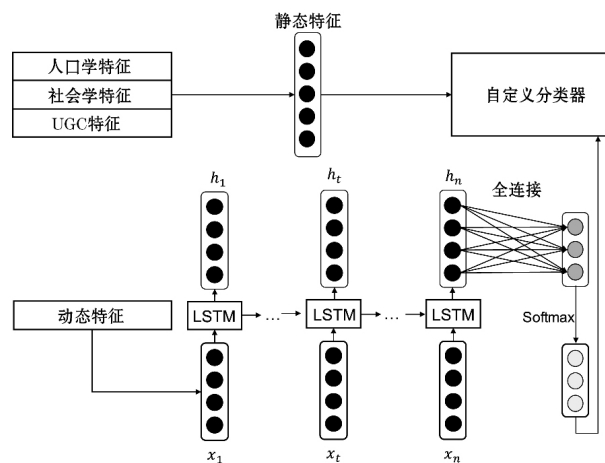 静态特征
人口学特征
社会学特征
UGC特征
自定义分类器
h₁
hₜ
hₙ
全连接
动态特征
LSTM
...
LSTM
...
LSTM
Softmax
x₁
xₜ
xₙ